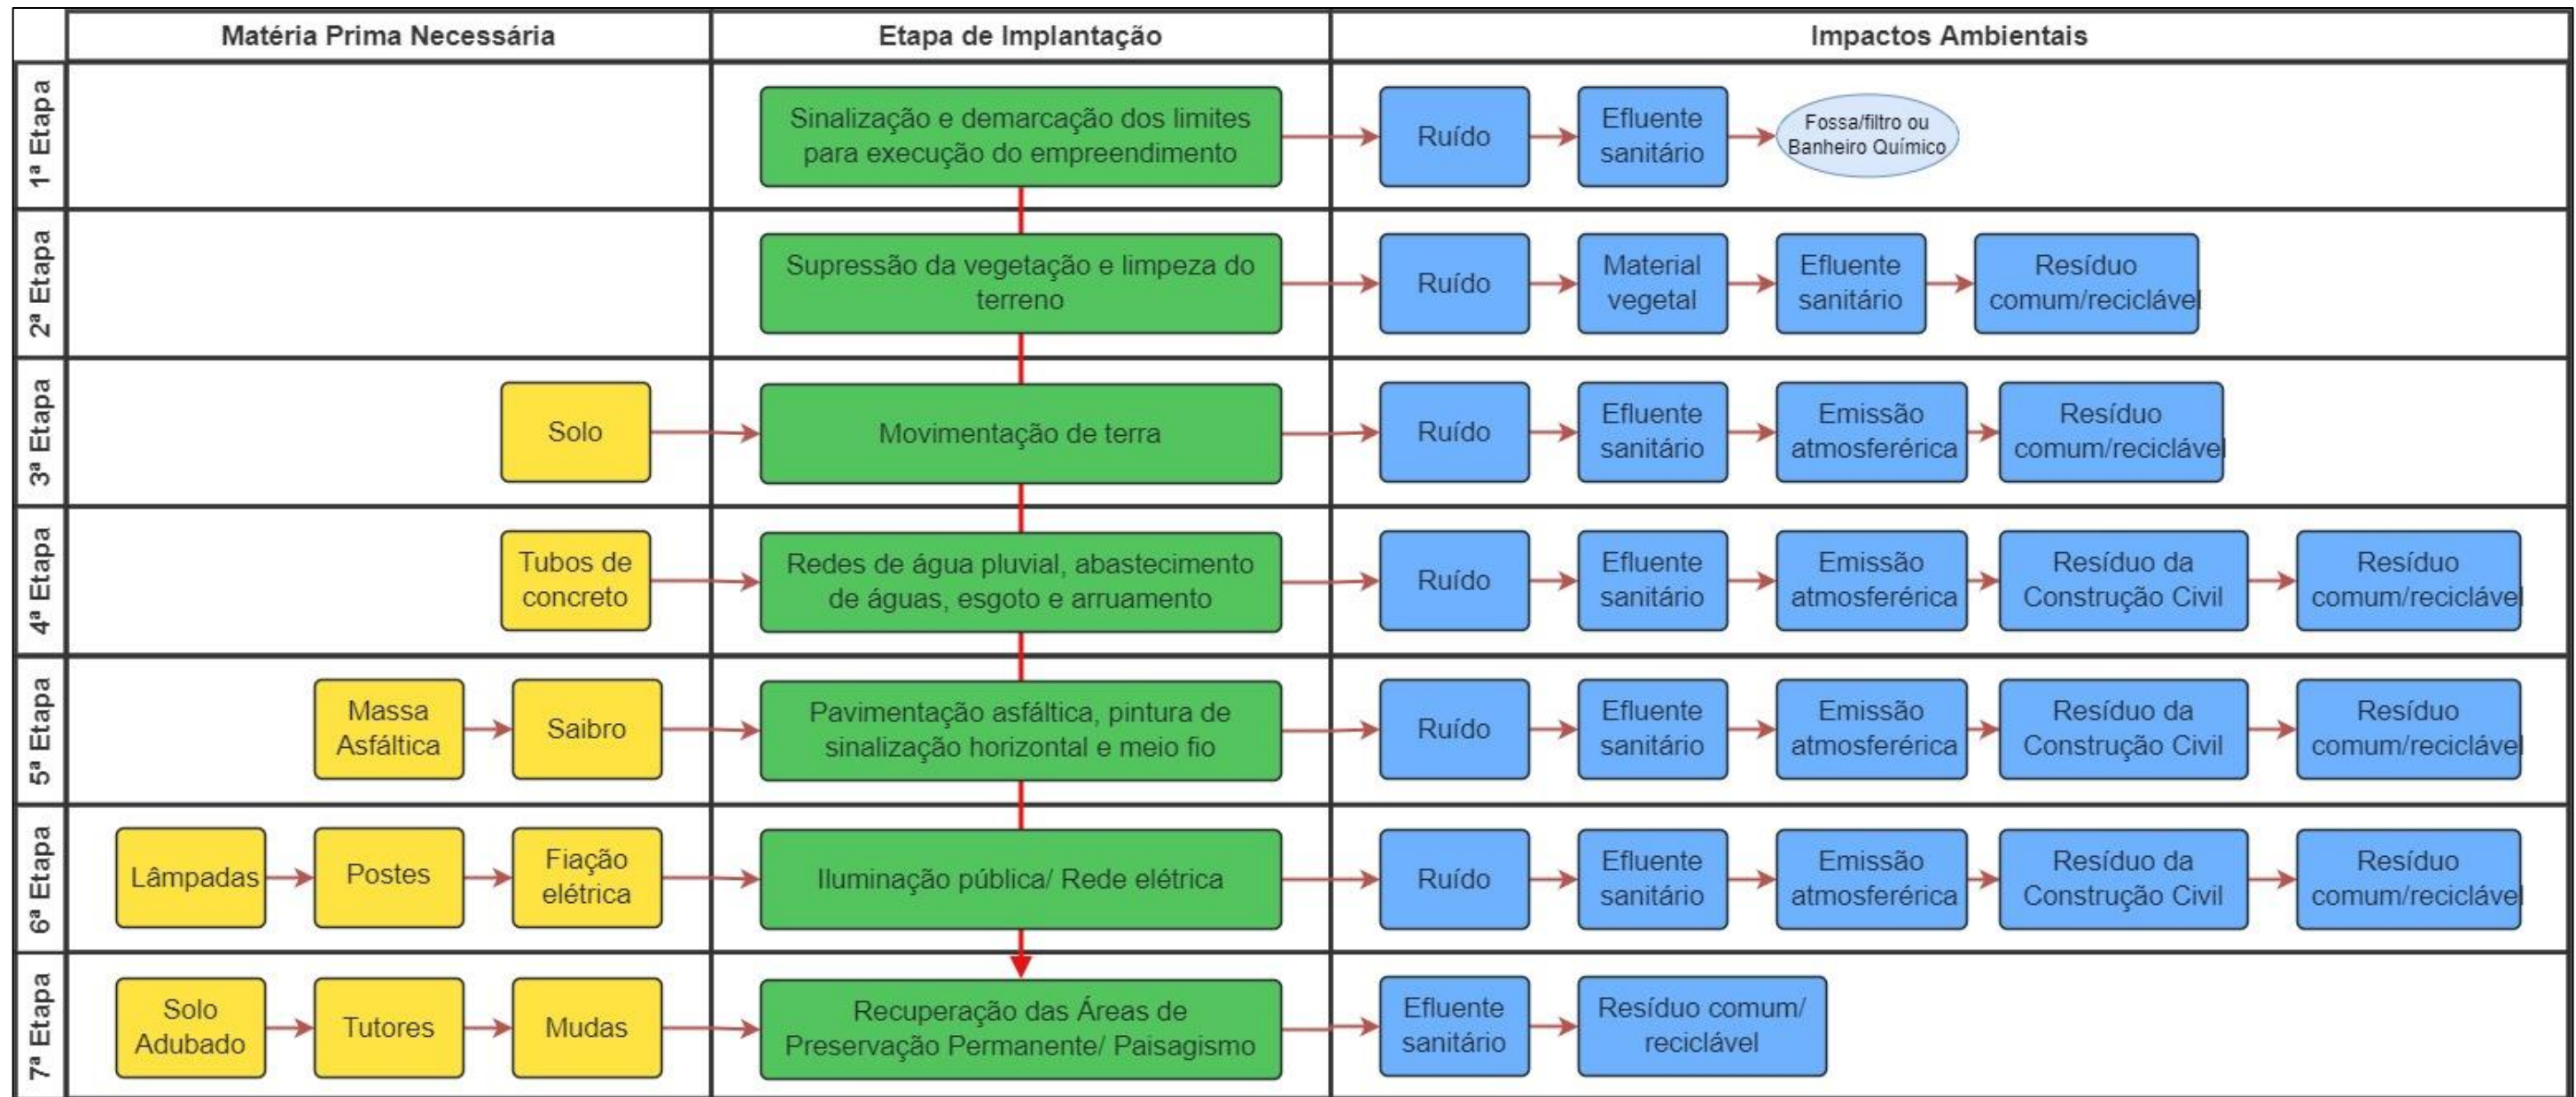 Matéria Prima Necessária
Etapa de Implantação
Impactos Ambientais
1ª Etapa
Sinalização e demarcação dos limites
para execução do empreendimento
Ruído
Efluente
sanitário
Fossa/filtro ou
Banheiro Químico
2ª Etapa
Supressão da vegetação e limpeza do
terreno
Ruído
Material
vegetal
Efluente
sanitário
Resíduo
comum/reciclável
3ª Etapa
Solo
Movimentação de terra
Ruído
Efluente
sanitário
Emissão
atmosferérica
Resíduo
comum/reciclável
4ª Etapa
Tubos de
concreto
Redes de água pluvial, abastecimento
de águas, esgoto e arruamento
Ruído
Efluente
sanitário
Emissão
atmosferérica
Resíduo da
Construção Civil
Resíduo
comum/reciclável
5ª Etapa
Massa
Asfáltica
Saibro
Pavimentação asfáltica, pintura de
sinalização horizontal e meio fio
Ruído
Efluente
sanitário
Emissão
atmosferérica
Resíduo da
Construção Civil
Resíduo
comum/reciclável
6ª Etapa
Lâmpadas
Postes
Fiação
elétrica
Iluminação pública/ Rede elétrica
Ruído
Efluente
sanitário
Emissão
atmosferérica
Resíduo da
Construção Civil
Resíduo
comum/reciclável
7ª Etapa
Solo
Adubado
Tutores
Mudas
Recuperação das Áreas de
Preservação Permanente/ Paisagismo
Efluente
sanitário
Resíduo comum/
reciclável